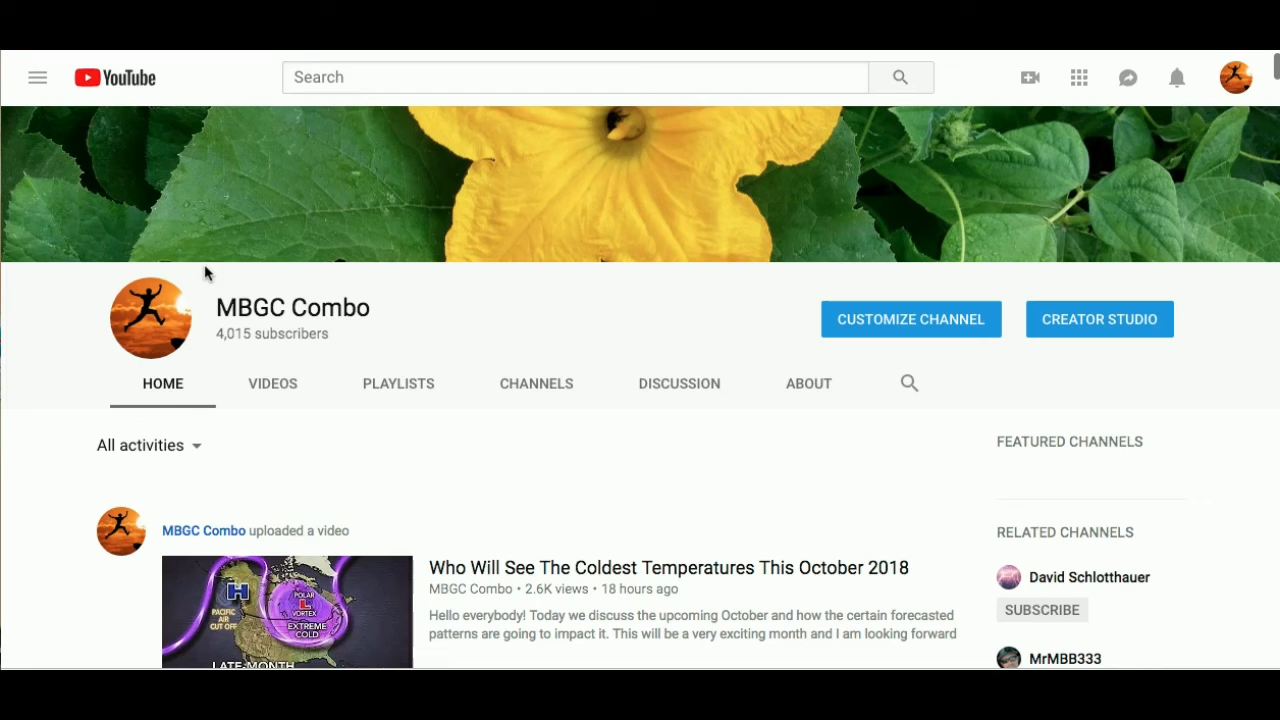 YouTube
Search
MBGC Combo
4,015 subscribers
CUSTOMIZE CHANNEL
CREATOR STUDIO
HOME VIDEOS PLAYLISTS CHANNELS DISCUSSION ABOUT
All activities
FEATURED CHANNELS
MBGC Combo uploaded a video
RELATED CHANNELS
H
PACIFIC
AIR
CUT OFF
POLAR
L
VORTEX
EXTREME
COLD
LATE-MONTH
Who Will See The Coldest Temperatures This October 2018
MBGC Combo • 2.6K views • 18 hours ago
Hello everybody! Today we discuss the upcoming October and how the certain forecasted
patterns are going to impact it. This will be a very exciting month and I am looking forward
David Schlotthauer
SUBSCRIBE
MrMBB333